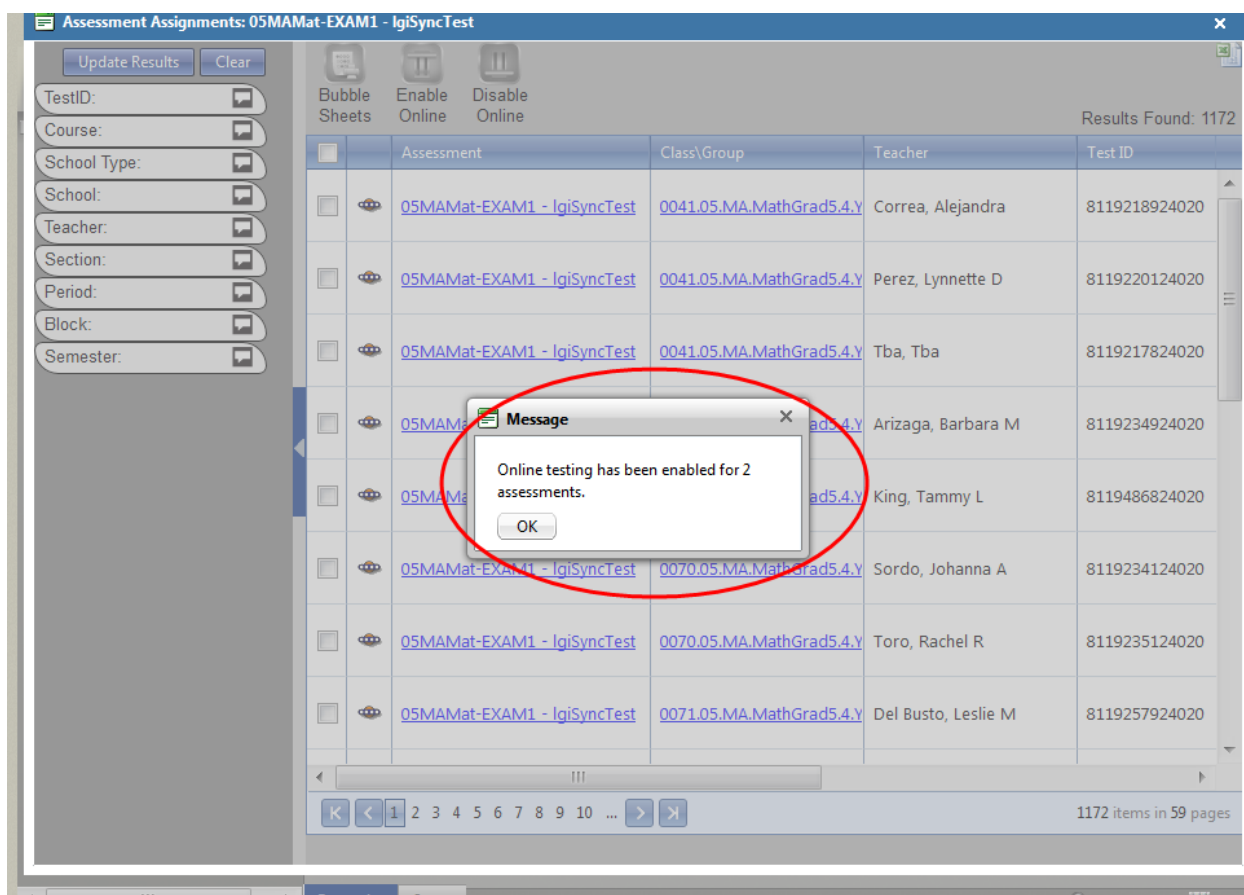 Assessment Assignments: 05MAMat-EXAM1 - IgiSyncTest
Update Results Clear
TestID:
Course:
School Type:
School:
Teacher:
Section:
Period:
Block:
Semester:
Bubble Sheets
Enable Online
Disable Online
Results Found: 1172
Assessment Class\Group Teacher Test ID
05MAMat-EXAM1 - IgiSyncTest 0041.05.MA.MathGrad5.4.Y Correa, Alejandra 8119218924020
05MAMat-EXAM1 - IgiSyncTest 0041.05.MA.MathGrad5.4.Y Perez, Lynnette D 8119220124020
05MAMat-EXAM1 - IgiSyncTest 0041.05.MA.MathGrad5.4.Y Tba, Tba 8119217824020
05MAMa ad5.4.Y Arizaga, Barbara M 8119234924020
05MAMa ad5.4.Y King, Tammy L 8119486824020
Message
Online testing has been enabled for 2
assessments.
OK
05MAMat-EXAM1 - IgiSyncTest 0070.05.MA.MathGrad5.4.Y Sordo, Johanna A 8119234124020
05MAMat-EXAM1 - IgiSyncTest 0070.05.MA.MathGrad5.4.Y Toro, Rachel R 8119235124020
05MAMat-EXAM1 - IgiSyncTest 0071.05.MA.MathGrad5.4.Y Del Busto, Leslie M 8119257924020
1 2 3 4 5 6 7 8 9 10 ... 1172 items in 59 pages